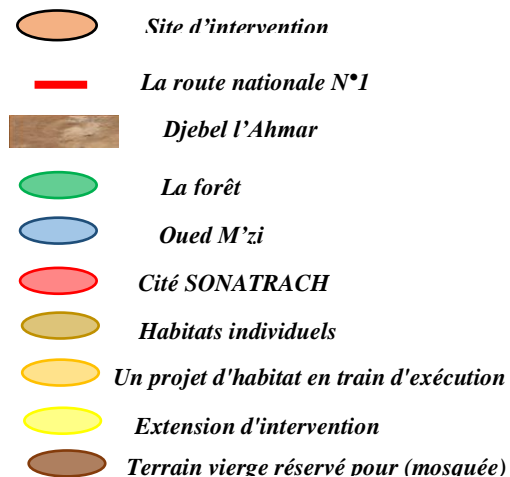 Site d'intervention
La route nationale N•1
Djebel l'Ahmar
La forêt
Oued M'zi
Cité SONATRACH
Habitats individuels
Un projet d'habitat en train d'exécution
Extension d'intervention
Terrain vierge réservé pour (mosquée)